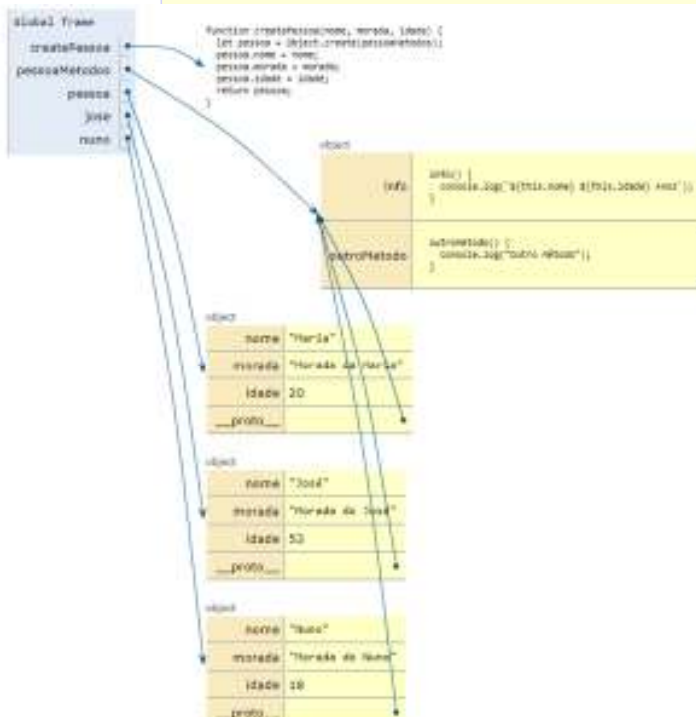 Global frame
createPessoa
pessoaMetodos
pessoa
jose
nuno
function createPessoa(nome, morada, idade) {
let pessoa = Object.create(pessoaMetodos);
pessoa.nome = nome;
pessoa.morada = morada;
pessoa.idade = idade;
return pessoa;
}
object
info
info() {
console.log(`${this.nome} ${this.idade} anos`);
}
outroMetodo
outroMetodo() {
console.log("Outro método");
}
object
nome "Maria"
morada "Morada da Maria"
idade 20
__proto__
object
nome "José"
morada "Morada do José"
idade 53
__proto__
object
nome "Nuno"
morada "Morada do Nuno"
idade 18
__proto__